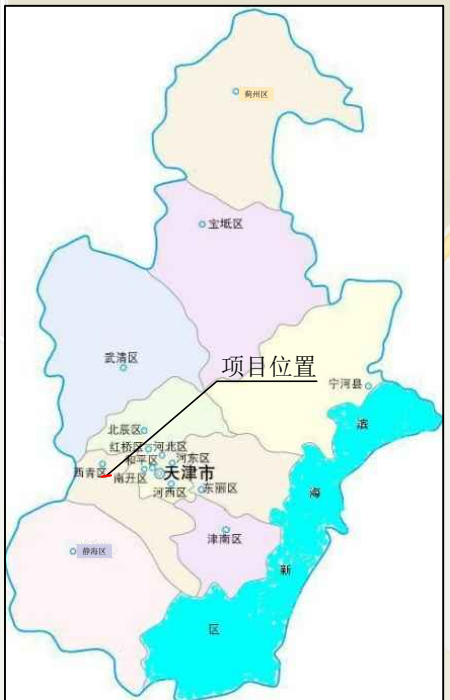 蓟州区
宝坻区
武清区
项目位置
宁河县
北辰区
红桥区
河北区
和平区
河东区
西青区
南开区
天津市
河西区
东丽区
津南区
静海区
滨
海
新
区